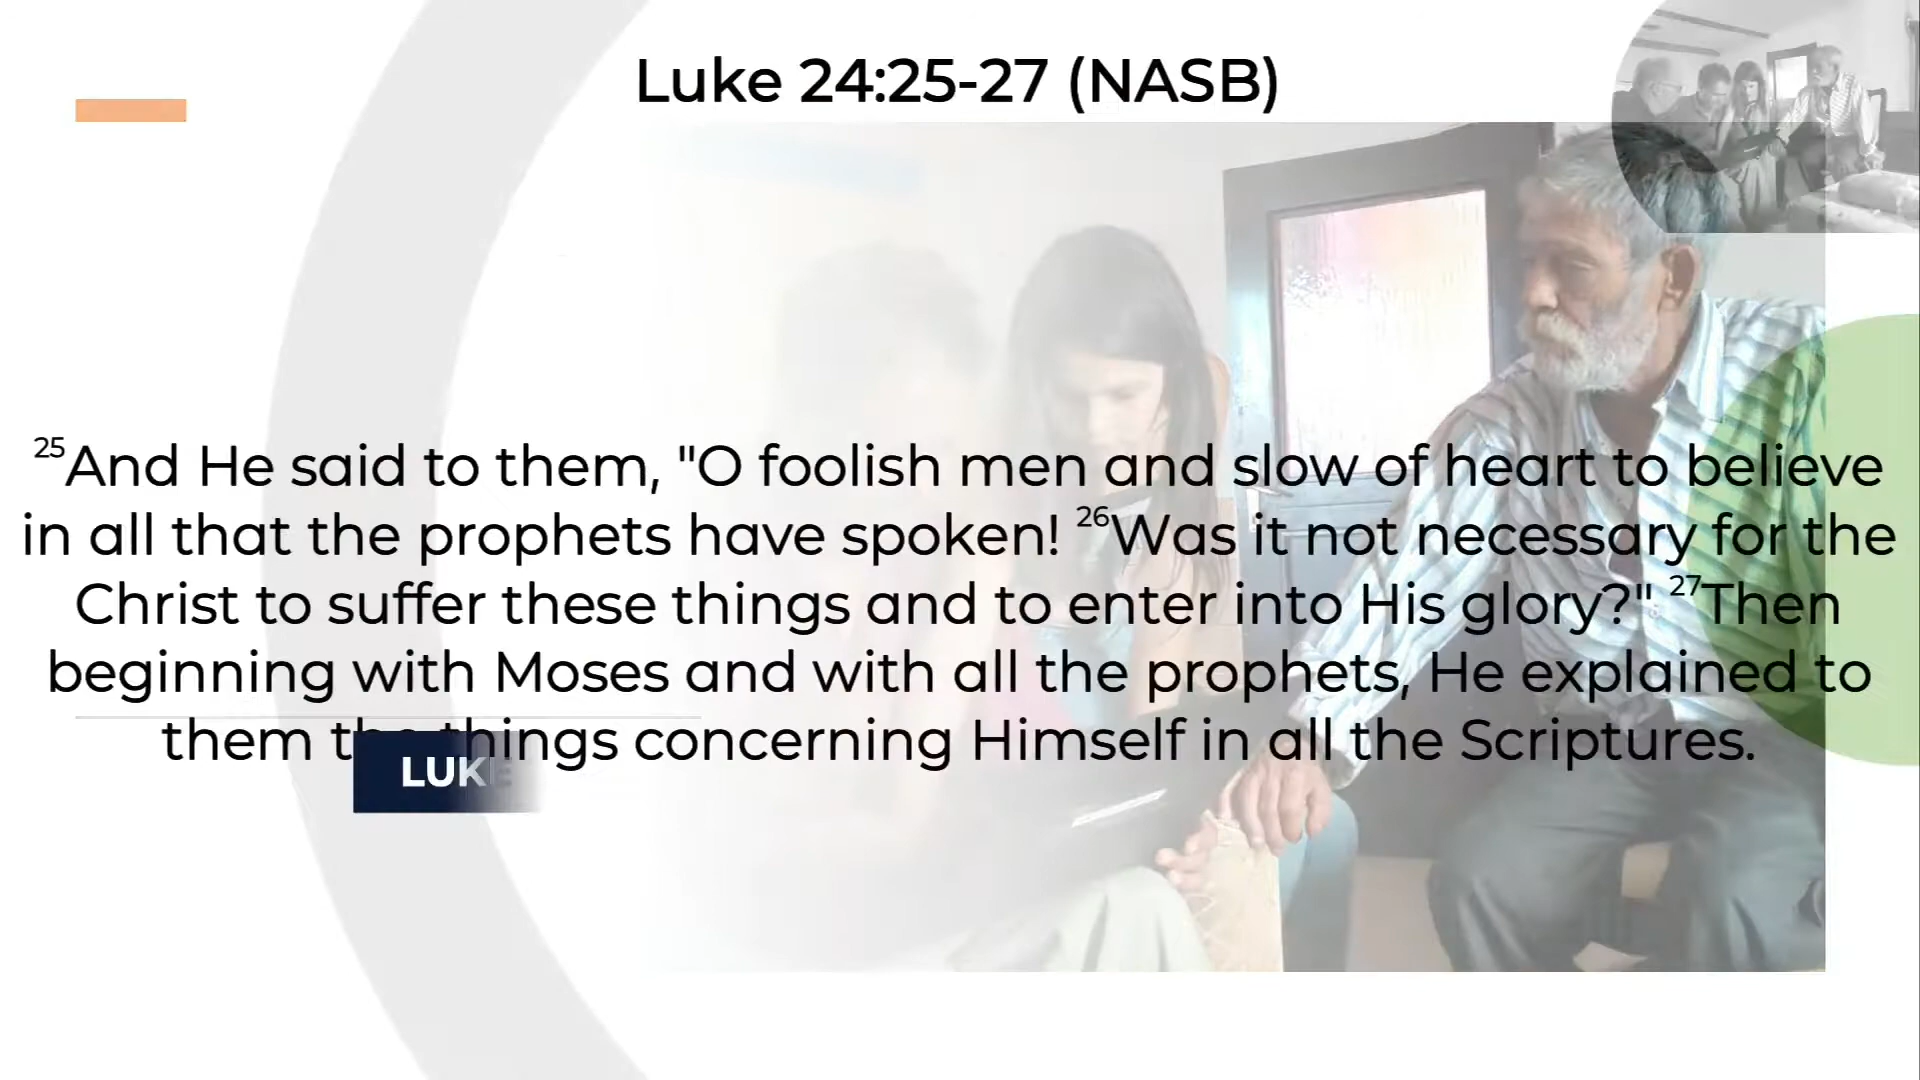 Luke 24:25-27 (NASB)
25And He said to them, "O foolish men and slow of heart to believe
in all that the prophets have spoken! 26Was it not necessary for the
Christ to suffer these things and to enter into His glory?" 27Then
beginning with Moses and with all the prophets, He explained to
them the things concerning Himself in all the Scriptures.
LUKE